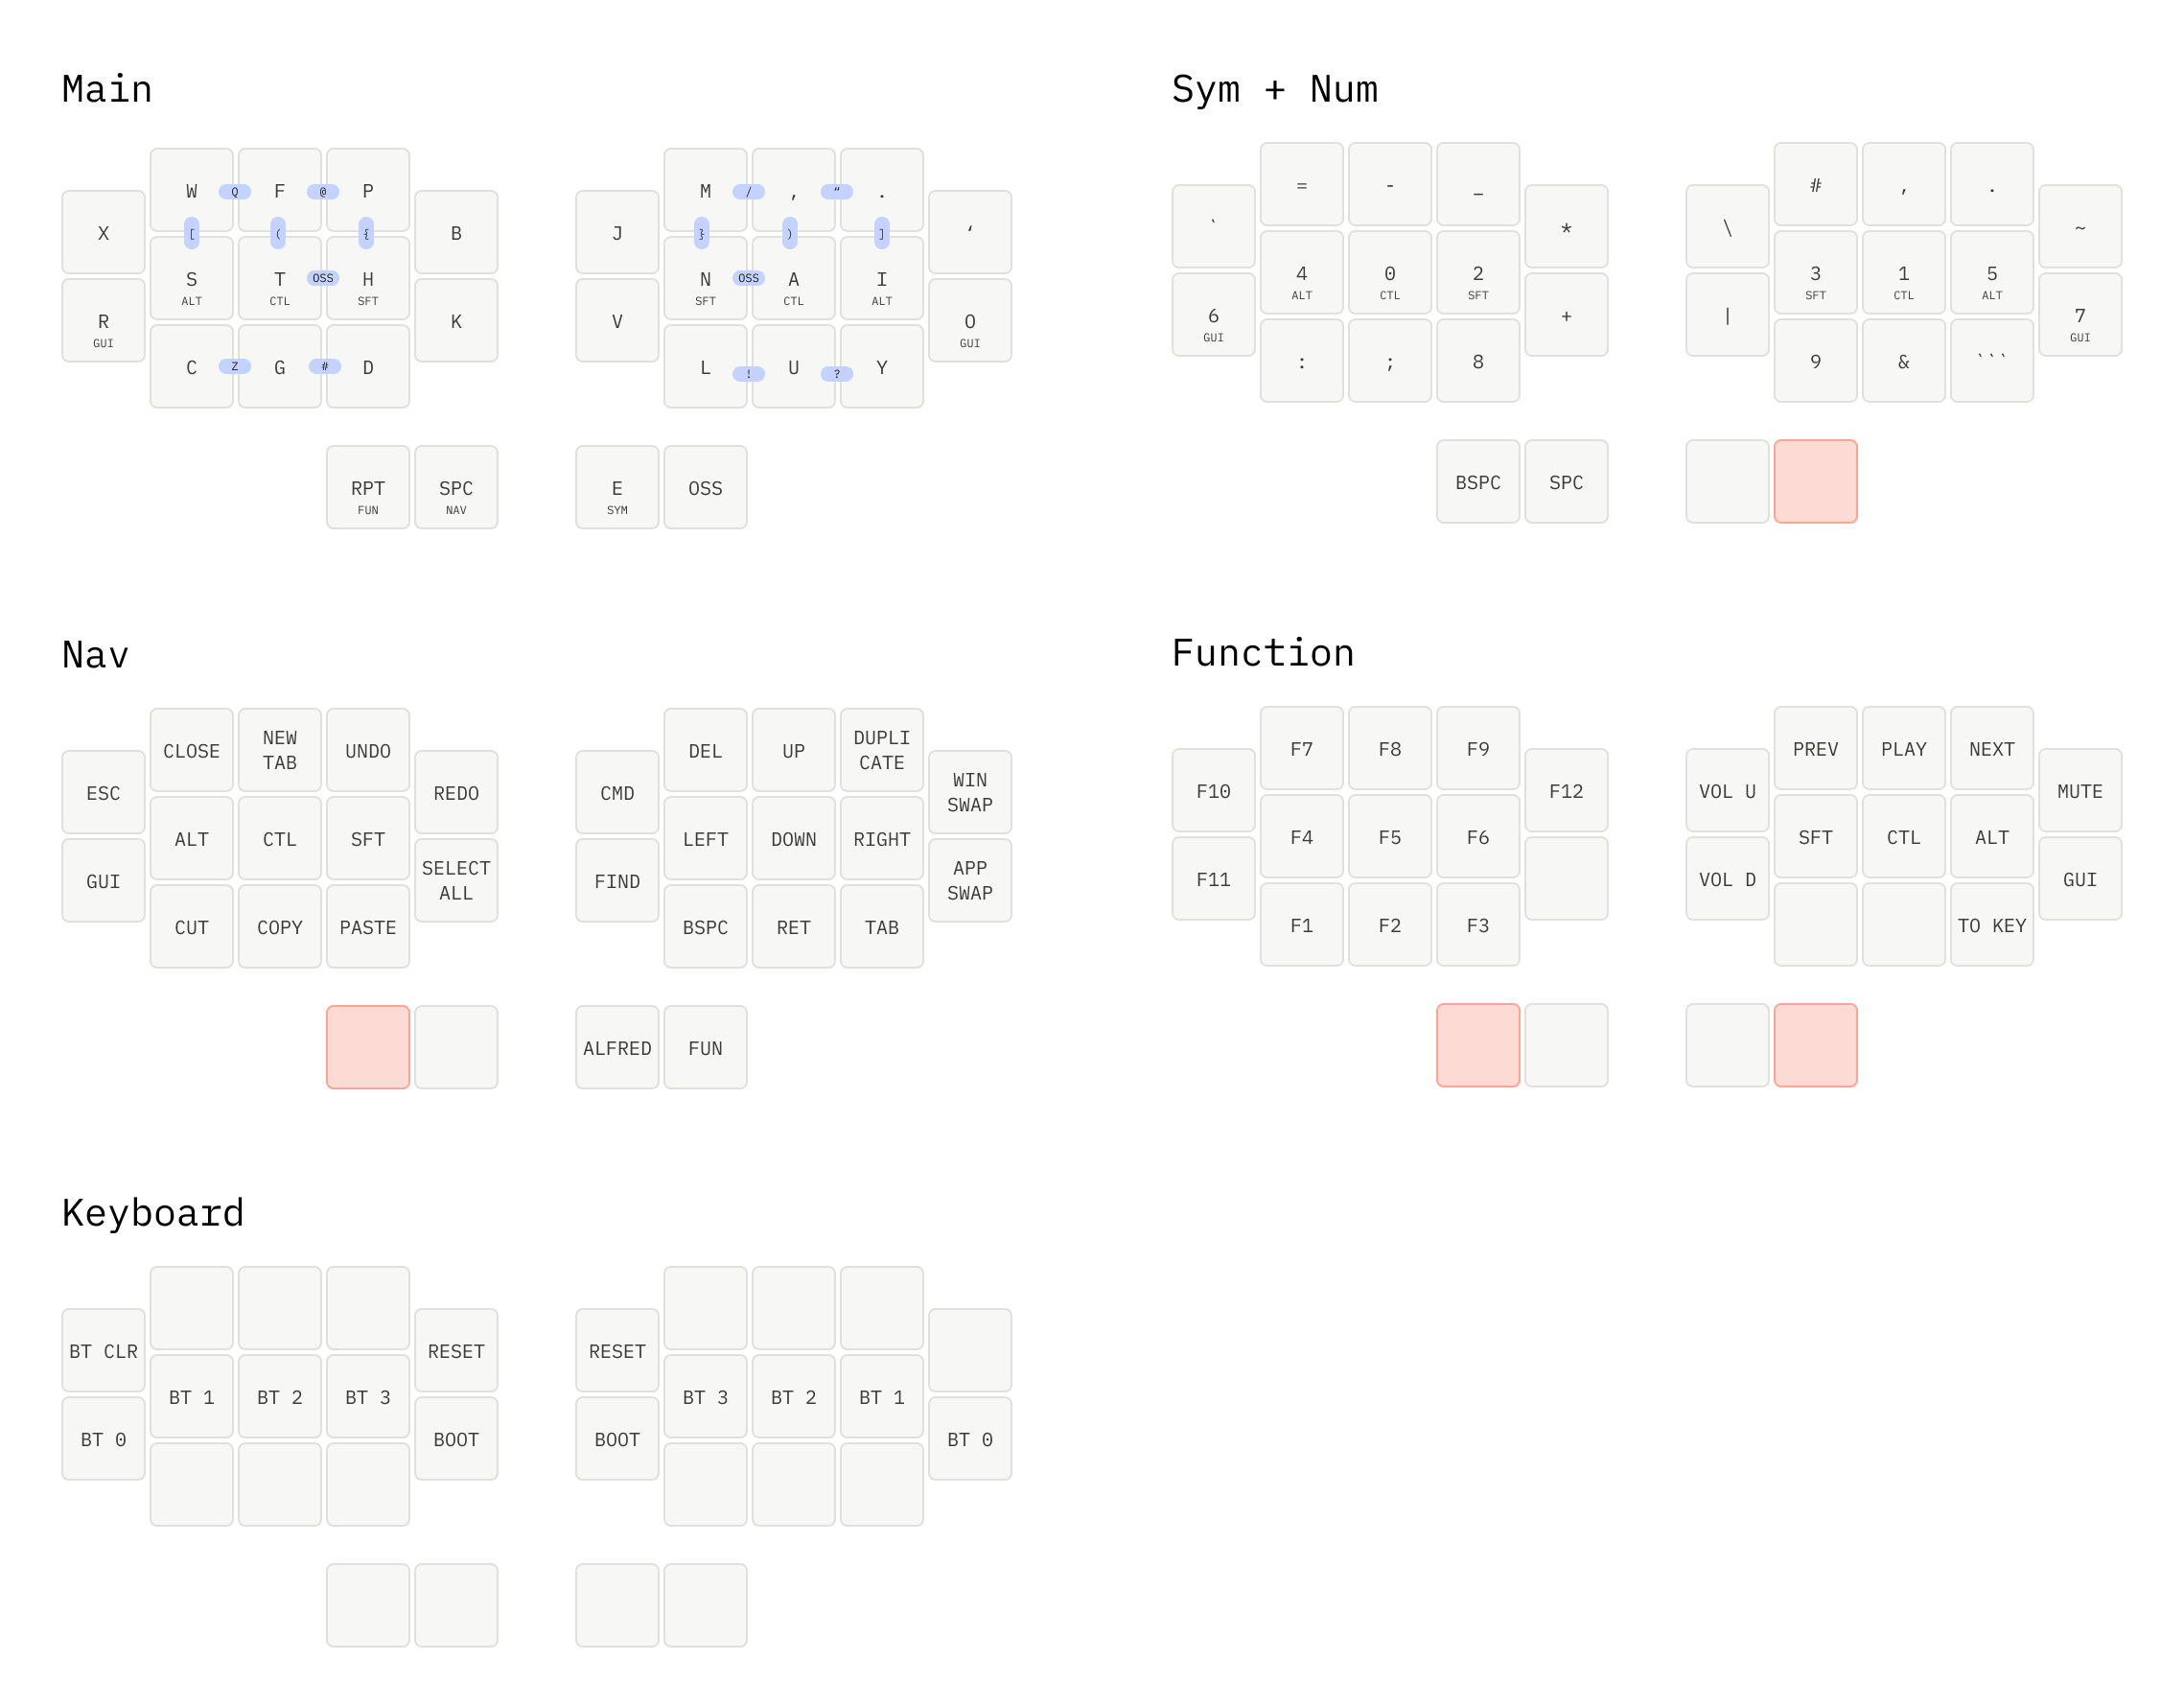 Main
W Q F @ P
M / , “ .
X [ ( { B
J } ) ] ‘
S T OSS H
N OSS A I
ALT CTL SFT
SFT CTL ALT
R K
V O
GUI
GUI
C Z G # D
L ! U ? Y
RPT SPC
E OSS
FUN NAV
SYM
Sym + Num
= - _
# , .
` *
\ ~
4 0 2
3 1 5
ALT CTL SFT
SFT CTL ALT
6 +
| 7
GUI
GUI
: ; 8
9 & ```
BSPC SPC
Nav
CLOSE NEW TAB UNDO
DEL UP DUPLI CATE
ESC REDO
CMD WIN SWAP
ALT CTL SFT
LEFT DOWN RIGHT
GUI SELECT ALL
FIND APP SWAP
CUT COPY PASTE
BSPC RET TAB
ALFRED FUN
Function
F7 F8 F9
PREV PLAY NEXT
F10 F12
VOL U MUTE
F4 F5 F6
SFT CTL ALT
F11
VOL D GUI
F1 F2 F3
TO KEY
Keyboard
BT CLR RESET
RESET
BT 1 BT 2 BT 3
BT 3 BT 2 BT 1
BT 0 BOOT
BOOT BT 0